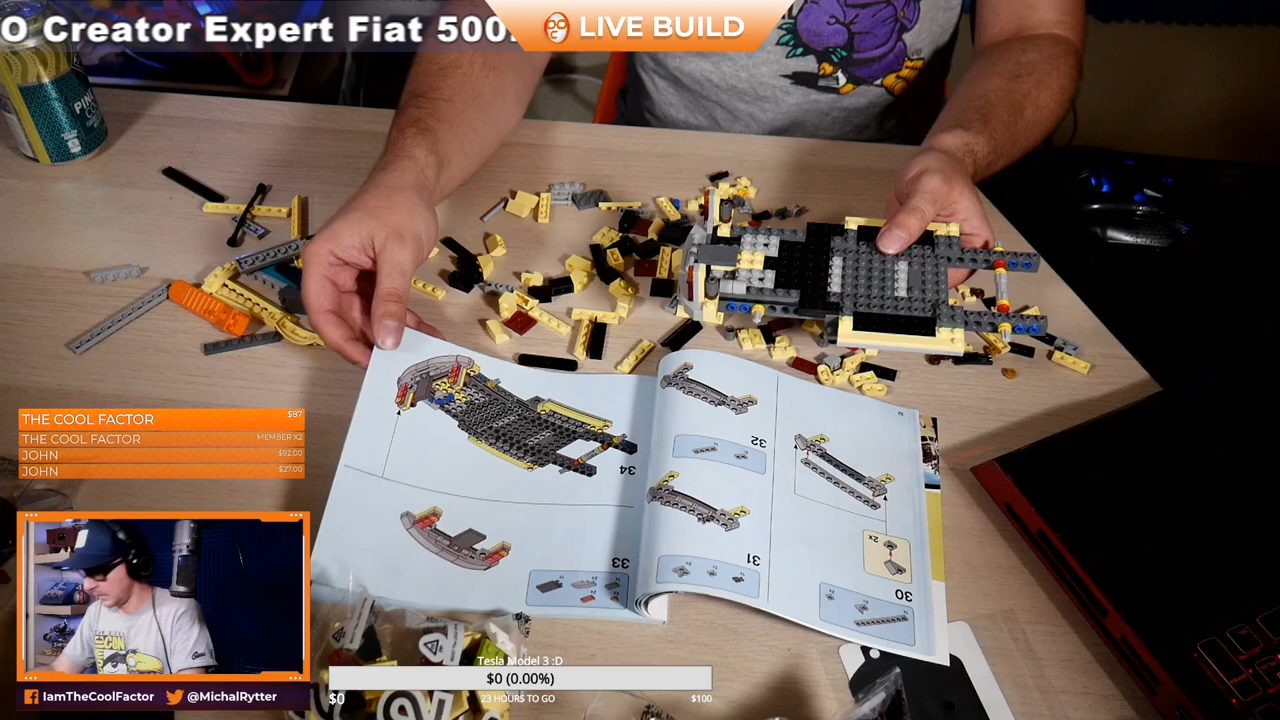 O Creator Expert Fiat 500.
LIVE BUILD
THE COOL FACTOR $87
THE COOL FACTOR MEMBER X2
JOHN $92.00
JOHN $27.00
34
33
32
31
30
2x
COMIC CON
Tesla Model 3 :D
$0 (0.00%)
$0 23 HOURS TO GO $100
IamTheCoolFactor @MichalRytter